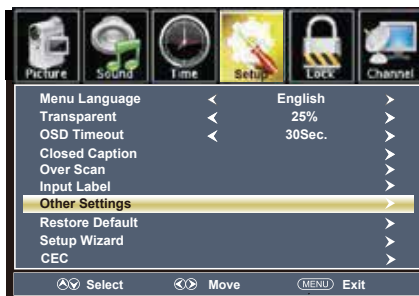 Picture Sound Time Setup Lock Channel
Menu Language English
Transparent 25%
OSD Timeout 30Sec.
Closed Caption
Over Scan
Input Label
Other Settings
Restore Default
Setup Wizard
CEC
Select Move MENU Exit